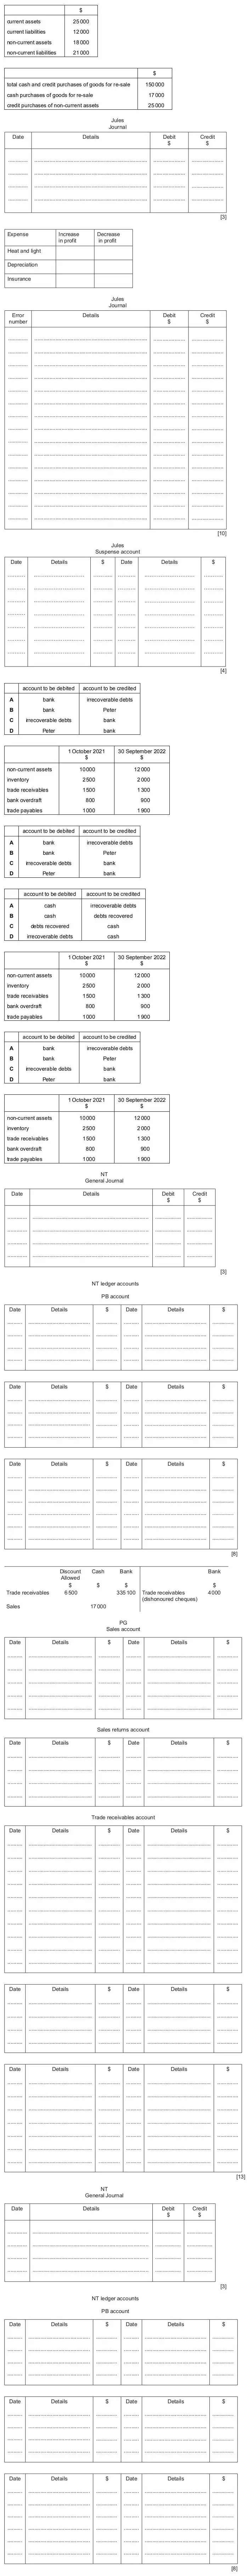 $
current assets 25 000
current liabilities 12 000
non-current assets 18 000
non-current liabilities 21 000
$
total cash and credit purchases of goods for re-sale 150 000
cash purchases of goods for re-sale 17 000
credit purchases of non-current assets 25 000
Jules
Journal
Date Details Debit Credit
$ $
[3]
Expense Increase Decrease
in profit in profit
Heat and light
Depreciation
Insurance
Jules
Journal
Error Details Debit Credit
number $ $
[10]
Jules
Suspense account
Date Details $ Date Details $
[4]
account to be debited account to be credited
A bank irrecoverable debts
B bank Peter
C irrecoverable debts bank
D Peter bank
1 October 2021 30 September 2022
$ $
non-current assets 10 000 12 000
inventory 2 500 2 000
trade receivables 1 500 1 300
bank overdraft 800 900
trade payables 1 000 1 900
account to be debited account to be credited
A bank irrecoverable debts
B bank Peter
C irrecoverable debts bank
D Peter bank
account to be debited account to be credited
A cash irrecoverable debts
B cash debts recovered
C debts recovered cash
D irrecoverable debts cash
1 October 2021 30 September 2022
$ $
non-current assets 10 000 12 000
inventory 2 500 2 000
trade receivables 1 500 1 300
bank overdraft 800 900
trade payables 1 000 1 900
account to be debited account to be credited
A bank irrecoverable debts
B bank Peter
C irrecoverable debts bank
D Peter bank
1 October 2021 30 September 2022
$ $
non-current assets 10 000 12 000
inventory 2 500 2 000
trade receivables 1 500 1 300
bank overdraft 800 900
trade payables 1 000 1 900
NT
General Journal
Date Details Debit Credit
$ $
[3]
NT ledger accounts
PB account
Date Details $ Date Details $
Date Details $ Date Details $
Date Details $ Date Details $
[8]
Discount Cash Bank Bank
Allowed
$ $ $ $
Trade receivables 6 500 335 100 Trade receivables 4 000
(dishonoured cheques)
Sales 17 000
PG
Sales account
Date Details $ Date Details $
Sales returns account
Date Details $ Date Details $
Trade receivables account
Date Details $ Date Details $
Date Details $ Date Details $
Date Details $ Date Details $
[13]
NT
General Journal
Date Details Debit Credit
$ $
[3]
NT ledger accounts
PB account
Date Details $ Date Details $
Date Details $ Date Details $
Date Details $ Date Details $
[8]